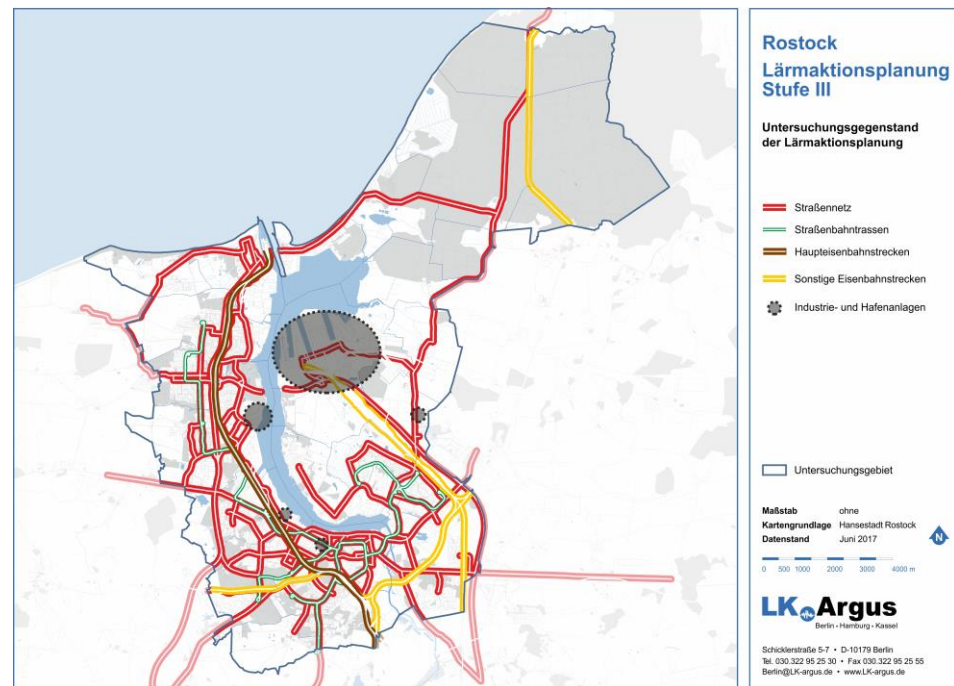 Rostock
Lärmaktionsplanung
Stufe III
Untersuchungsgegenstand
der Lärmaktionsplanung
Straßennetz
Straßenbahntrassen
Haupteisenbahnstrecken
Sonstige Eisenbahnstrecken
Industrie- und Hafenanlagen
Untersuchungsgebiet
Maßstab ohne
Kartengrundlage Hansestadt Rostock
Datenstand Juni 2017
N
0 500 1000 2000 3000 4000 m
LK Argus
Berlin • Hamburg • Kassel
Schicklerstraße 5-7 • D-10179 Berlin
Tel. 030.322 95 25 30 • Fax 030.322 95 25 55
Berlin@LK-argus.de • www.LK-argus.de